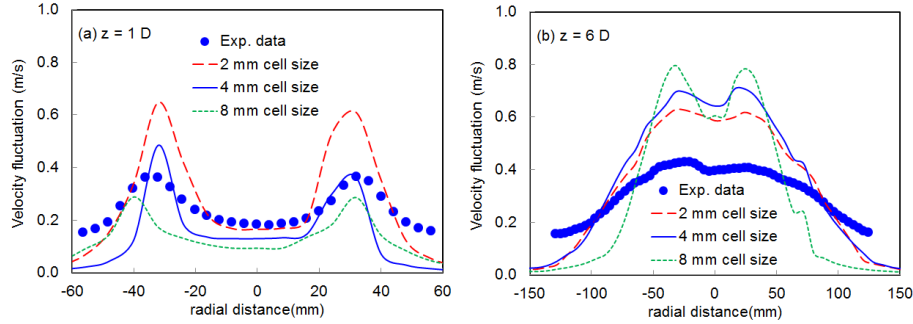 (a) z = 1 D
Exp. data
2 mm cell size
4 mm cell size
8 mm cell size
Velocity fluctuation (m/s)
1.0
0.8
0.6
0.4
0.2
0.0
-60
-40
-20
0
20
40
60
radial distance(mm)
(b) z = 6 D
Exp. data
2 mm cell size
4 mm cell size
8 mm cell size
Velocity fluctuation (m/s)
1.0
0.8
0.6
0.4
0.2
0.0
-150
-100
-50
0
50
100
150
radial distance(mm)